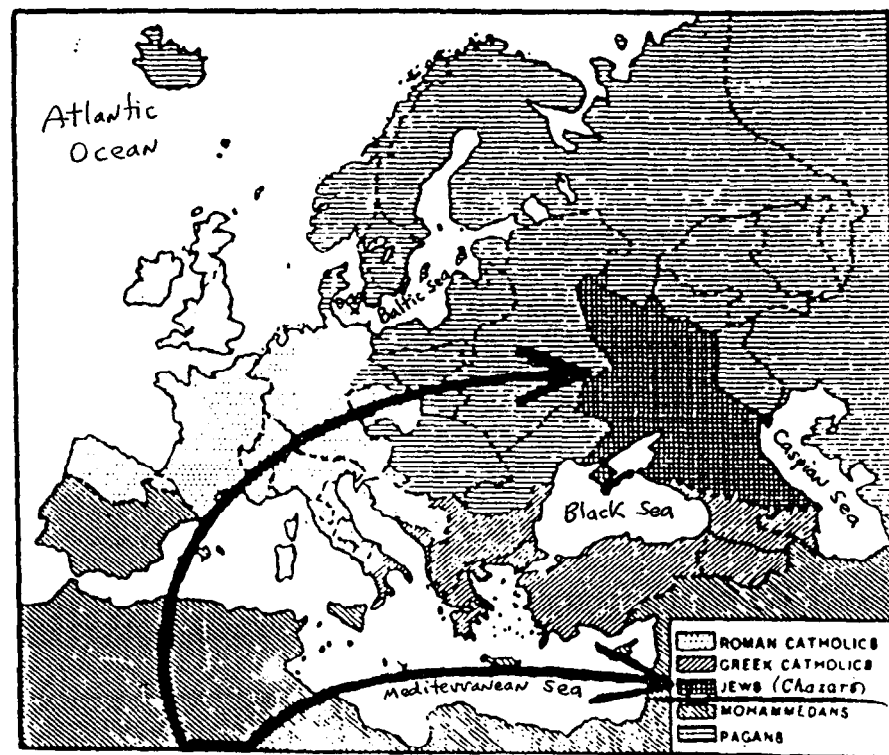 Atlantic
Ocean
Baltic Sea
Caspian Sea
Black Sea
Mediterranean Sea
ROMAN CATHOLICS
GREEK CATHOLICS
JEWS (Chazars)
MOHAMMEDANS
PAGANS